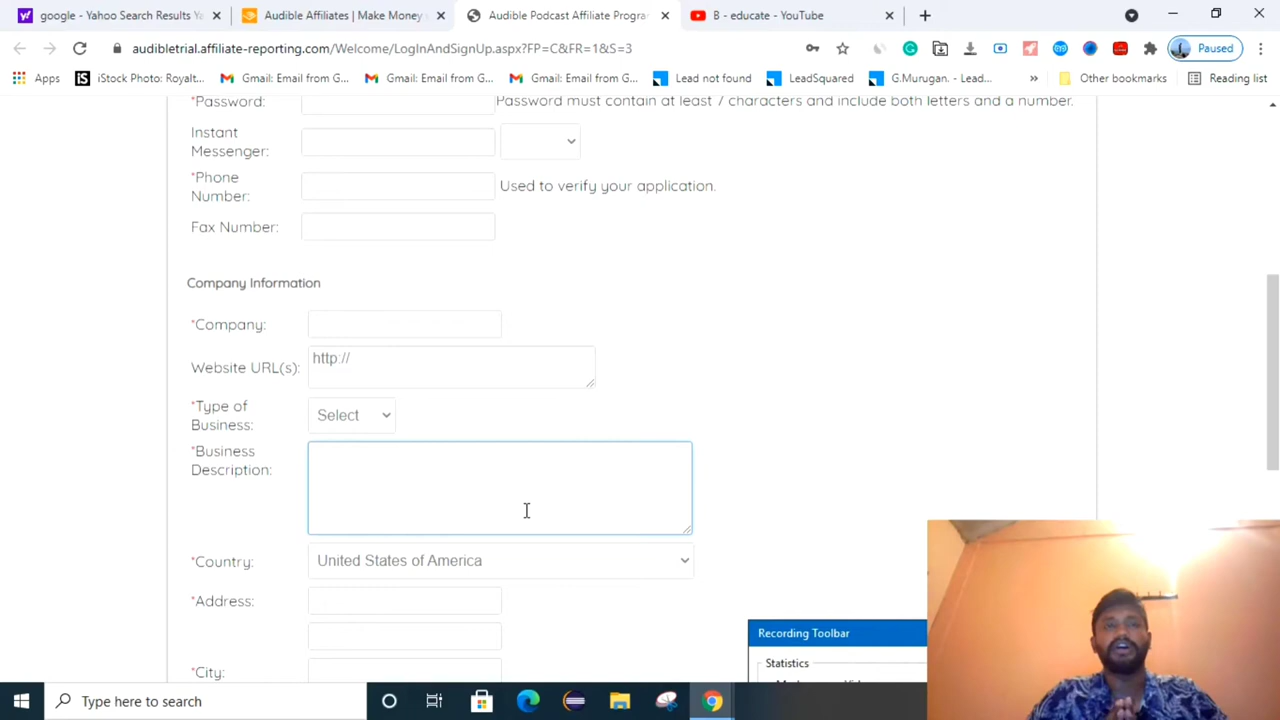 google - Yahoo Search Results Y
Audible Affiliates | Make Money
Audible Podcast Affiliate Progra
B - educate - YouTube
audibletrial.affiliate-reporting.com/Welcome/LogInAndSignUp.aspx?FP=C&FR=1&S=3
Paused
Apps
iStock Photo: Royalt...
Gmail: Email from G...
Gmail: Email from G...
Gmail: Email from G...
Lead not found
LeadSquared
G.Murugan. - Lead...
»
Other bookmarks
Reading list
*Password:
Password must contain at least 7 characters and include both letters and a number.
Instant
Messenger:
*Phone
Number:
Used to verify your application.
Fax Number:
Company Information
*Company:
Website URL(s):
http://
*Type of
Business:
Select
*Business
Description:
*Country:
United States of America
*Address:
*City:
Recording Toolbar
Statistics
Type here to search